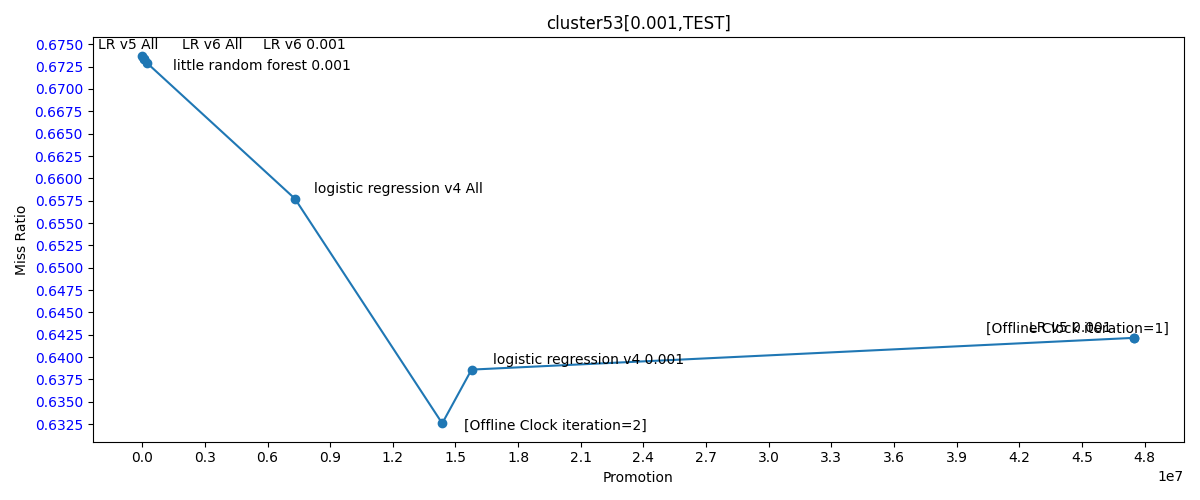 cluster53[0.001,TEST]
0.6750
0.6725
0.6700
0.6675
0.6650
0.6625
0.6600
0.6575
0.6550
0.6525
0.6500
0.6475
0.6450
0.6425
0.6400
0.6375
0.6350
0.6325
Miss Ratio
LR v5 All
LR v6 All
LR v6 0.001
little random forest 0.001
logistic regression v4 All
[Offline Clock iteration=1]
LR v5 0.001
logistic regression v4 0.001
[Offline Clock iteration=2]
0.0 0.3 0.6 0.9 1.2 1.5 1.8 2.1 2.4 2.7 3.0 3.3 3.6 3.9 4.2 4.5 4.8
1e7
Promotion